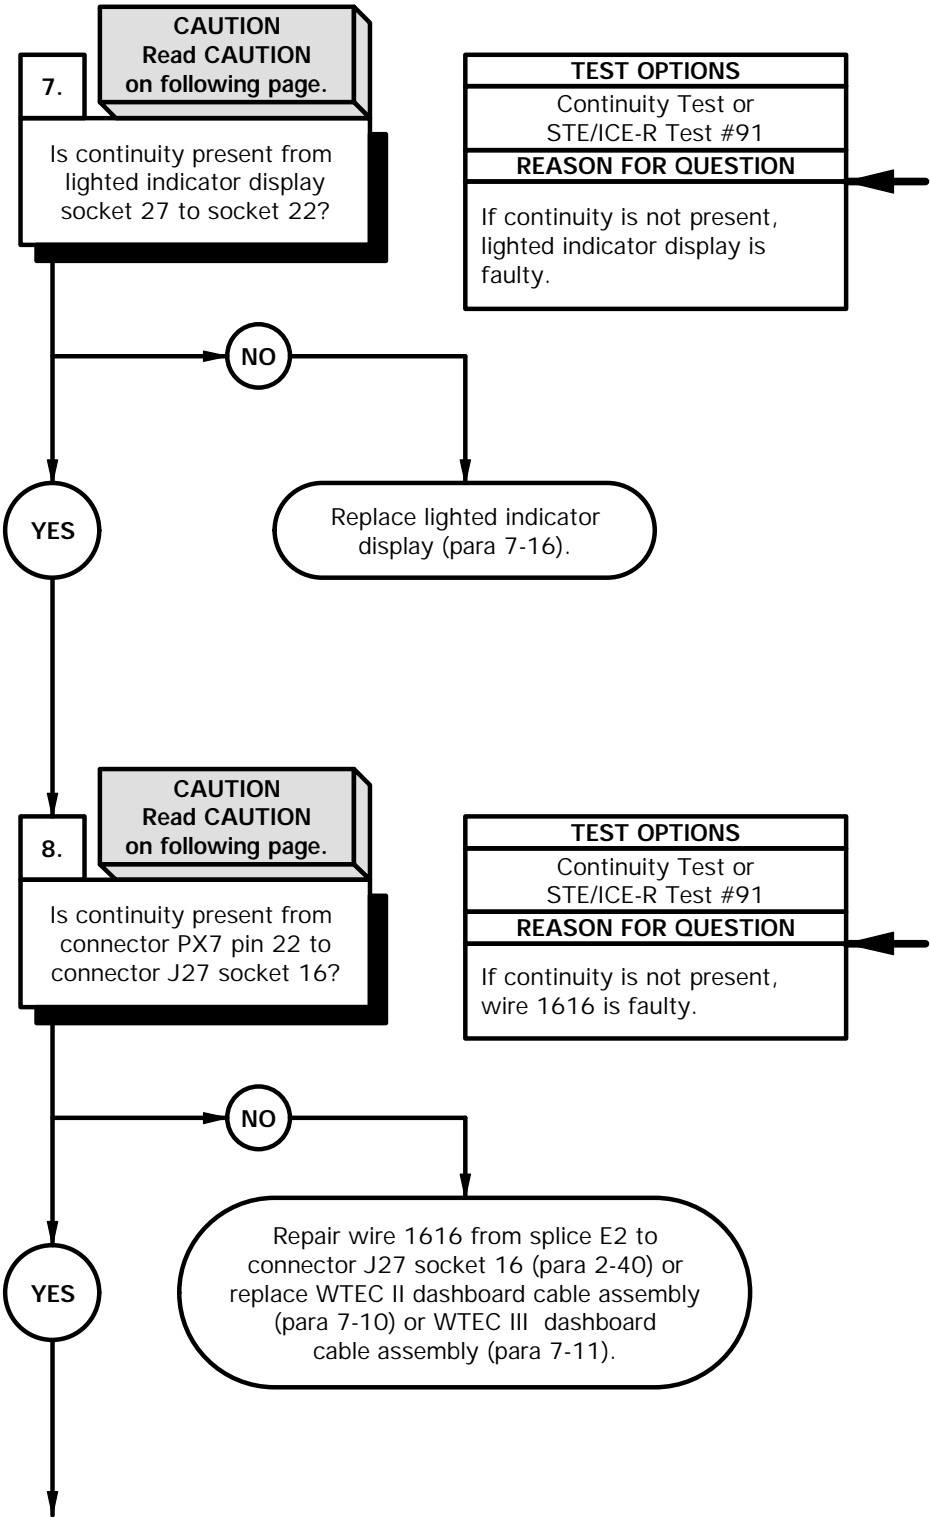 CAUTION
Read CAUTION
on following page.
7.
Is continuity present from
lighted indicator display
socket 27 to socket 22?
TEST OPTIONS
Continuity Test or
STE/ICE-R Test #91
REASON FOR QUESTION
If continuity is not present,
lighted indicator display is
faulty.
NO
YES
Replace lighted indicator
display (para 7-16).
CAUTION
Read CAUTION
on following page.
8.
Is continuity present from
connector PX7 pin 22 to
connector J27 socket 16?
TEST OPTIONS
Continuity Test or
STE/ICE-R Test #91
REASON FOR QUESTION
If continuity is not present,
wire 1616 is faulty.
NO
YES
Repair wire 1616 from splice E2 to
connector J27 socket 16 (para 2-40) or
replace WTEC II dashboard cable assembly
(para 7-10) or WTEC III dashboard
cable assembly (para 7-11).